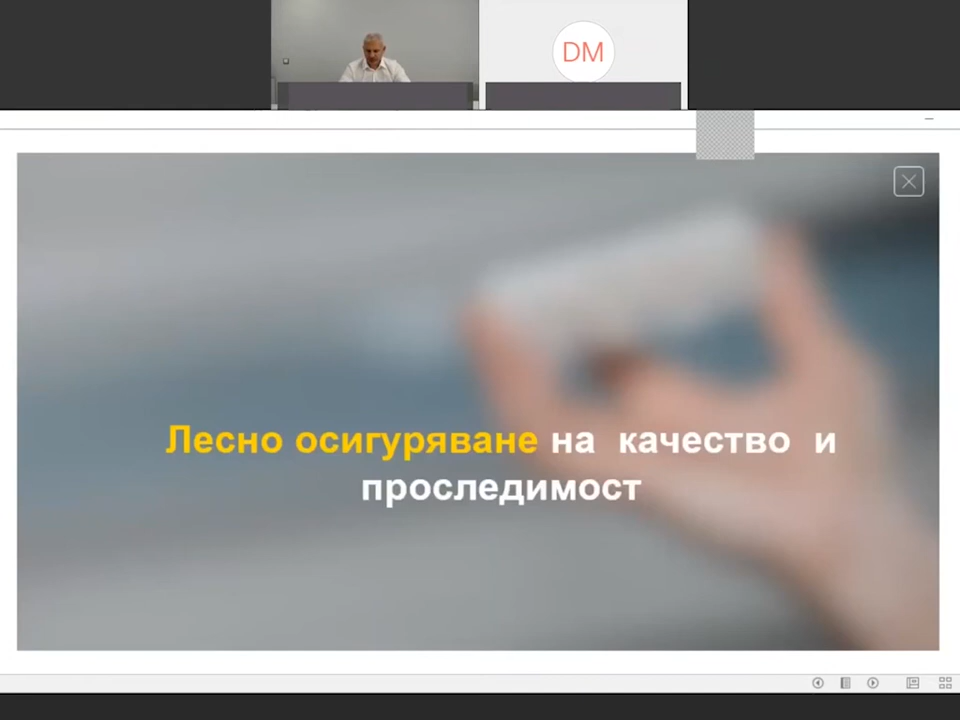 DM
Лесно осигуряване на качество и
проследимост